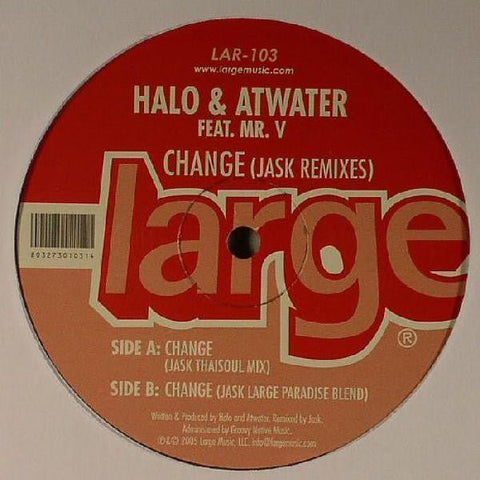 LAR-103
www.largemusic.com
HALO & ATWATER
FEAT. MR. V
CHANGE (JASK REMIXES)
large
®
803273010314
SIDE A: CHANGE
(JASK THAISOUL MIX)
SIDE B: CHANGE (JASK LARGE PARADISE BLEND)
Written & Produced by Halo and Atwater. Remixed by Jask.
Administered by Groovy Native Music.
℗&© 2005 Large Music, LLC, info@largemusic.com